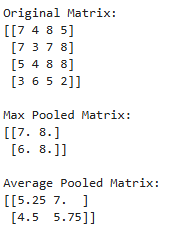 Original Matrix:
[[7 4 8 5]
 [7 3 7 8]
 [5 4 8 8]
 [3 6 5 2]]
Max Pooled Matrix:
[[7. 8.]
 [6. 8.]]
Average Pooled Matrix:
[[5.25 7.  ]
 [4.5  5.75]]